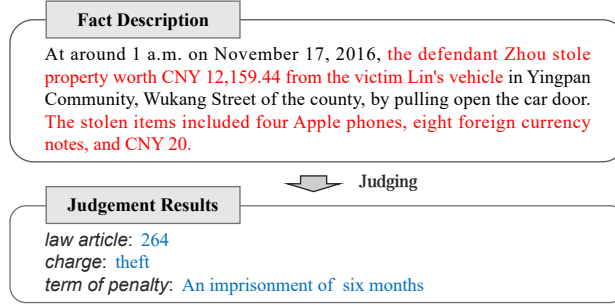 Fact Description
At around 1 a.m. on November 17, 2016, the defendant Zhou stole
property worth CNY 12,159.44 from the victim Lin's vehicle in Yingpan
Community, Wukang Street of the county, by pulling open the car door.
The stolen items included four Apple phones, eight foreign currency
notes, and CNY 20.
Judging
Judgement Results
law article: 264
charge: theft
term of penalty: An imprisonment of six months